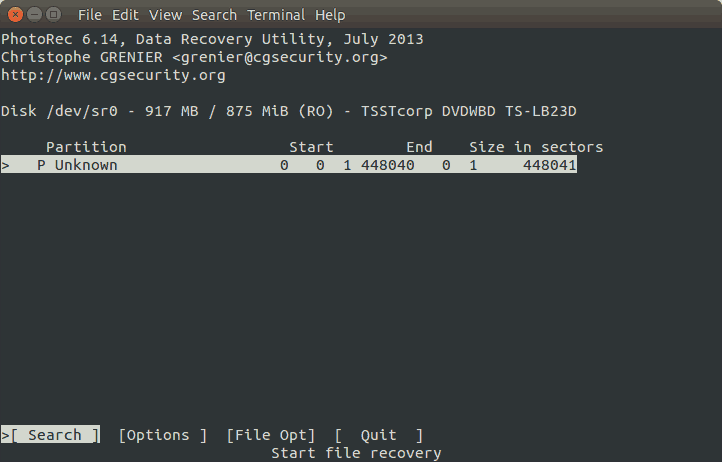 File Edit View Search Terminal Help
PhotoRec 6.14, Data Recovery Utility, July 2013
Christophe GRENIER <grenier@cgsecurity.org>
http://www.cgsecurity.org
Disk /dev/sr0 - 917 MB / 875 MiB (RO) - TSSTcorp DVDWBD TS-LB23D
Partition Start End Size in sectors
> P Unknown 0 0 1 448040 0 1 448041
>[ Search ] [Options ] [File Opt] [ Quit ]
Start file recovery